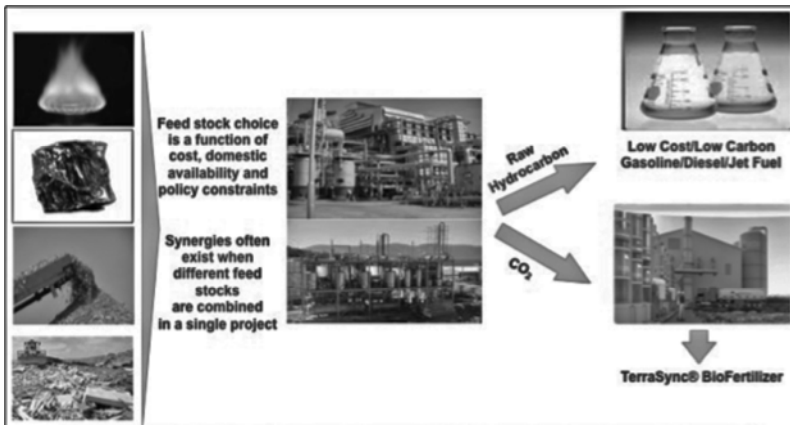 Feed stock choice
is a function of
cost, domestic
availability and
policy constraints
Synergies often
exist when
different feed
stocks
are combined
in a single project
Raw
Hydrocarbon
CO₂
Low Cost/Low Carbon
Gasoline/Diesel/Jet Fuel
TerraSync® BioFertilizer